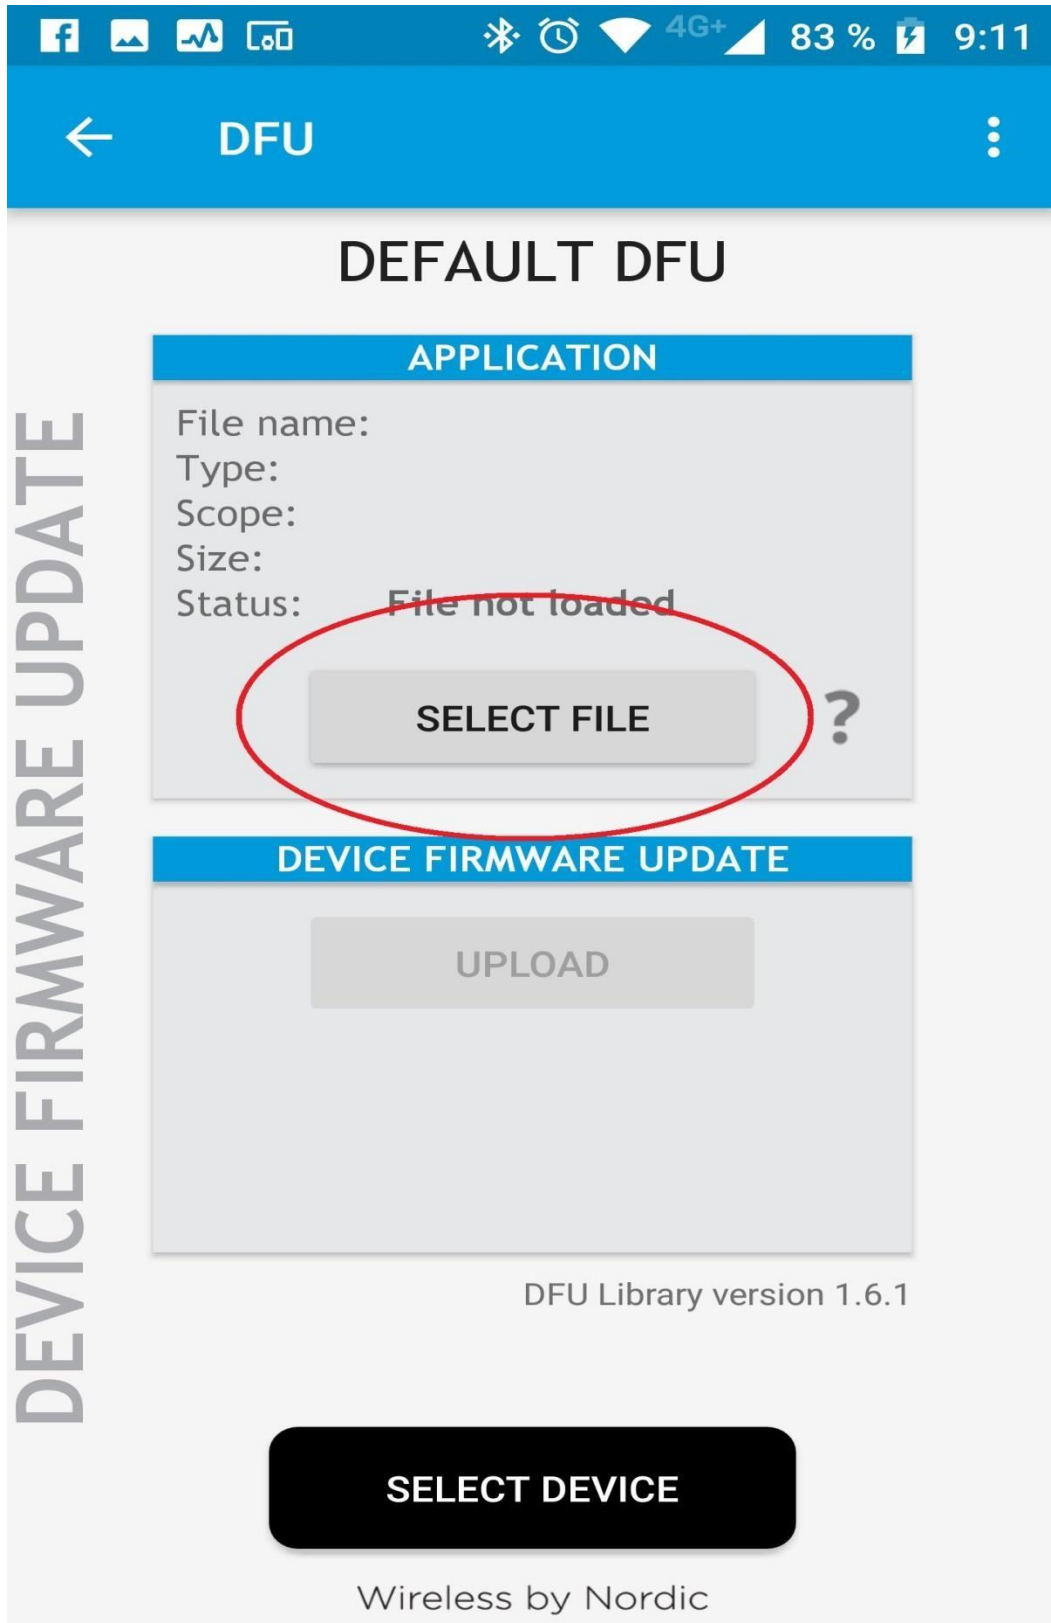 4G+ 83 % 9:11
DFU
DEFAULT DFU
APPLICATION
File name:
Type:
Scope:
Size:
Status: File not loaded
SELECT FILE
?
DEVICE FIRMWARE UPDATE
UPLOAD
DFU Library version 1.6.1
SELECT DEVICE
Wireless by Nordic
DEVICE FIRMWARE UPDATE